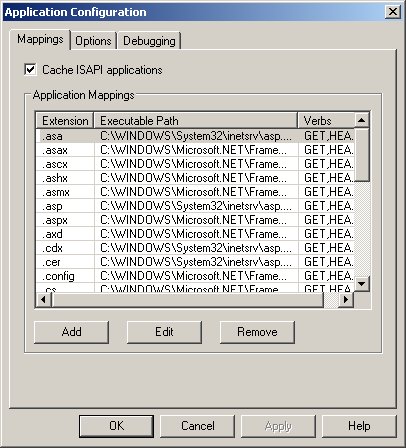 Application Configuration
Mappings Options Debugging
Cache ISAPI applications
Application Mappings
Extension Executable Path Verbs
.asa C:\WINDOWS\System32\inetsrv\asp.... GET,HEA.
.asax C:\WINDOWS\Microsoft.NET\Frame... GET,HEA.
.ascx C:\WINDOWS\Microsoft.NET\Frame... GET,HEA.
.ashx C:\WINDOWS\Microsoft.NET\Frame... GET,HEA.
.asmx C:\WINDOWS\Microsoft.NET\Frame... GET,HEA.
.asp C:\WINDOWS\System32\inetsrv\asp.... GET,HEA.
.aspx C:\WINDOWS\Microsoft.NET\Frame... GET,HEA.
.axd C:\WINDOWS\Microsoft.NET\Frame... GET,HEA.
.cdx C:\WINDOWS\System32\inetsrv\asp.... GET,HEA.
.cer C:\WINDOWS\System32\inetsrv\asp.... GET,HEA.
.config C:\WINDOWS\Microsoft.NET\Frame... GET,HEA.
.cs C:\WINDOWS\Microsoft.NET\Frame... GET,HEA.
Add Edit Remove
OK Cancel Apply Help